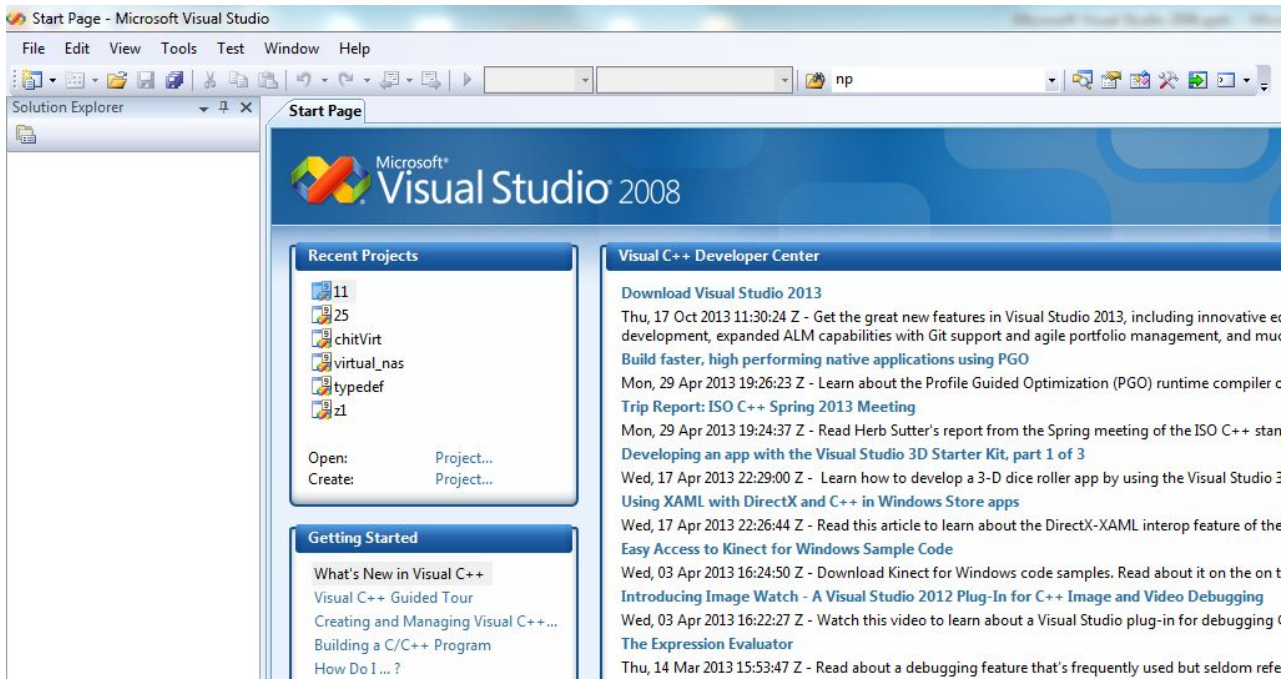 Start Page - Microsoft Visual Studio
File Edit View Tools Test Window Help
np
Solution Explorer
Start Page
Microsoft®
Visual Studio® 2008
Recent Projects
11
25
chitVirt
virtual_nas
typedef
z1
Open: Project...
Create: Project...
Getting Started
What's New in Visual C++
Visual C++ Guided Tour
Creating and Managing Visual C++...
Building a C/C++ Program
How Do I ... ?
Visual C++ Developer Center
Download Visual Studio 2013
Thu, 17 Oct 2013 11:30:24 Z - Get the great new features in Visual Studio 2013, including innovative
development, expanded ALM capabilities with Git support and agile portfolio management, and
Build faster, high performing native applications using PGO
Mon, 29 Apr 2013 19:26:23 Z - Learn about the Profile Guided Optimization (PGO) runtime compiler
Trip Report: ISO C++ Spring 2013 Meeting
Mon, 29 Apr 2013 19:24:37 Z - Read Herb Sutter's report from the Spring meeting of the ISO C++
Developing an app with the Visual Studio 3D Starter Kit, part 1 of 3
Wed, 17 Apr 2013 22:29:00 Z - Learn how to develop a 3-D dice roller app by using the Visual Studio
Using XAML with DirectX and C++ in Windows Store apps
Wed, 17 Apr 2013 22:26:44 Z - Read this article to learn about the DirectX-XAML interop feature of the
Easy Access to Kinect for Windows Sample Code
Wed, 03 Apr 2013 16:24:50 Z - Download Kinect for Windows code samples. Read about it on the on
Introducing Image Watch - A Visual Studio 2012 Plug-In for C++ Image and Video Debugging
Wed, 03 Apr 2013 16:22:27 Z - Watch this video to learn about a Visual Studio plug-in for debugging
The Expression Evaluator
Thu, 14 Mar 2013 15:53:47 Z - Read about a debugging feature that's frequently used but seldom